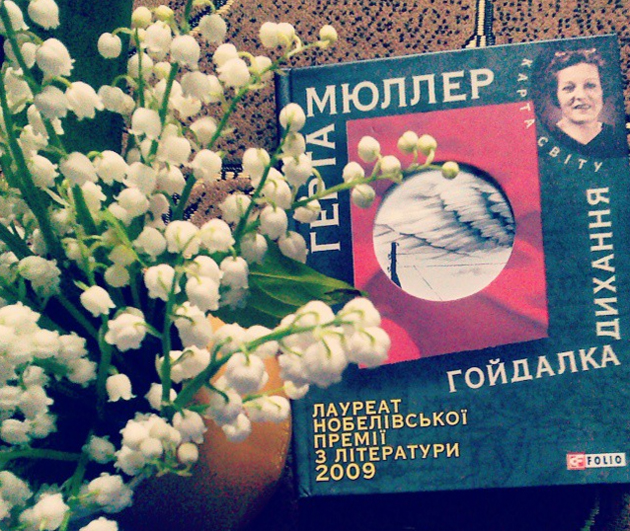 ГЕРТА
МЮЛЛЕР
КАРТА СВІТУ
ГОЙДАЛКА
ДИХАННЯ
ЛАУРЕАТ
НОБЕЛІВСЬКОЇ
ПРЕМІЇ
З ЛІТЕРАТУРИ
2009
FOLIO